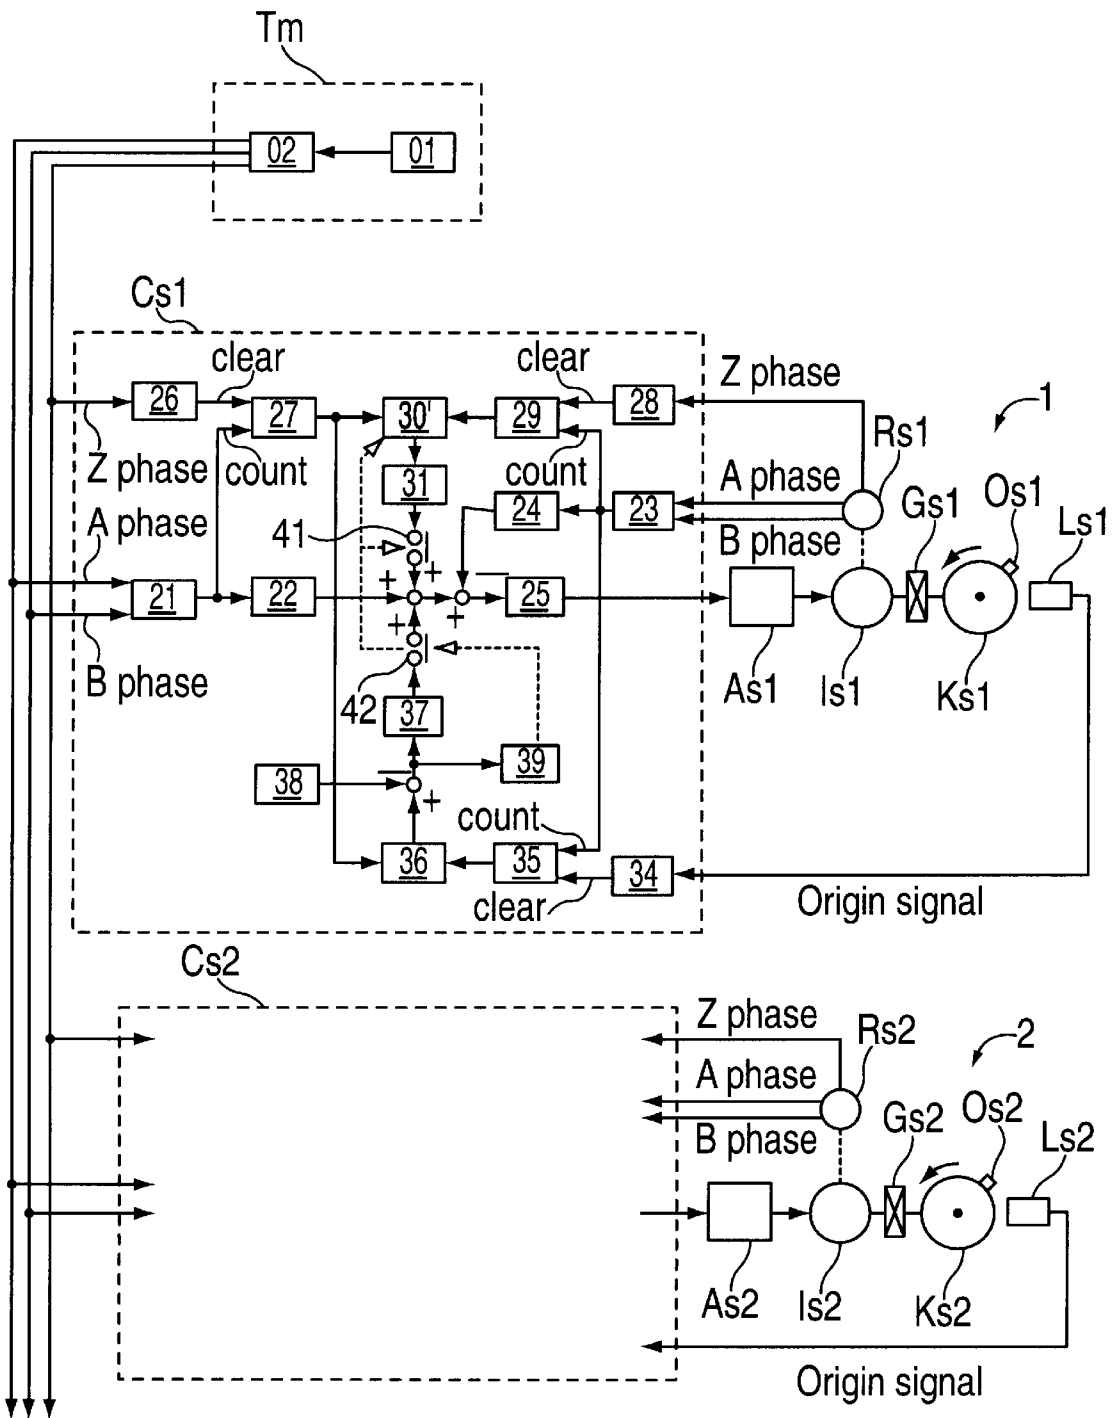 Tm
02
01
Cs1
clear
26
27
30'
29
clear
28
Z phase
1
Rs1
count
Z phase
31
count
A phase
Gs1
Os1
Ls1
A phase
41
24
23
B phase
+
+
−
21
22
25
+
+
B phase
42
As1
Is1
Ks1
37
38
−
39
+
count
36
35
34
clear
Origin signal
Cs2
Z phase
Rs2
2
A phase
Gs2
Os2
Ls2
B phase
As2
Is2
Ks2
Origin signal